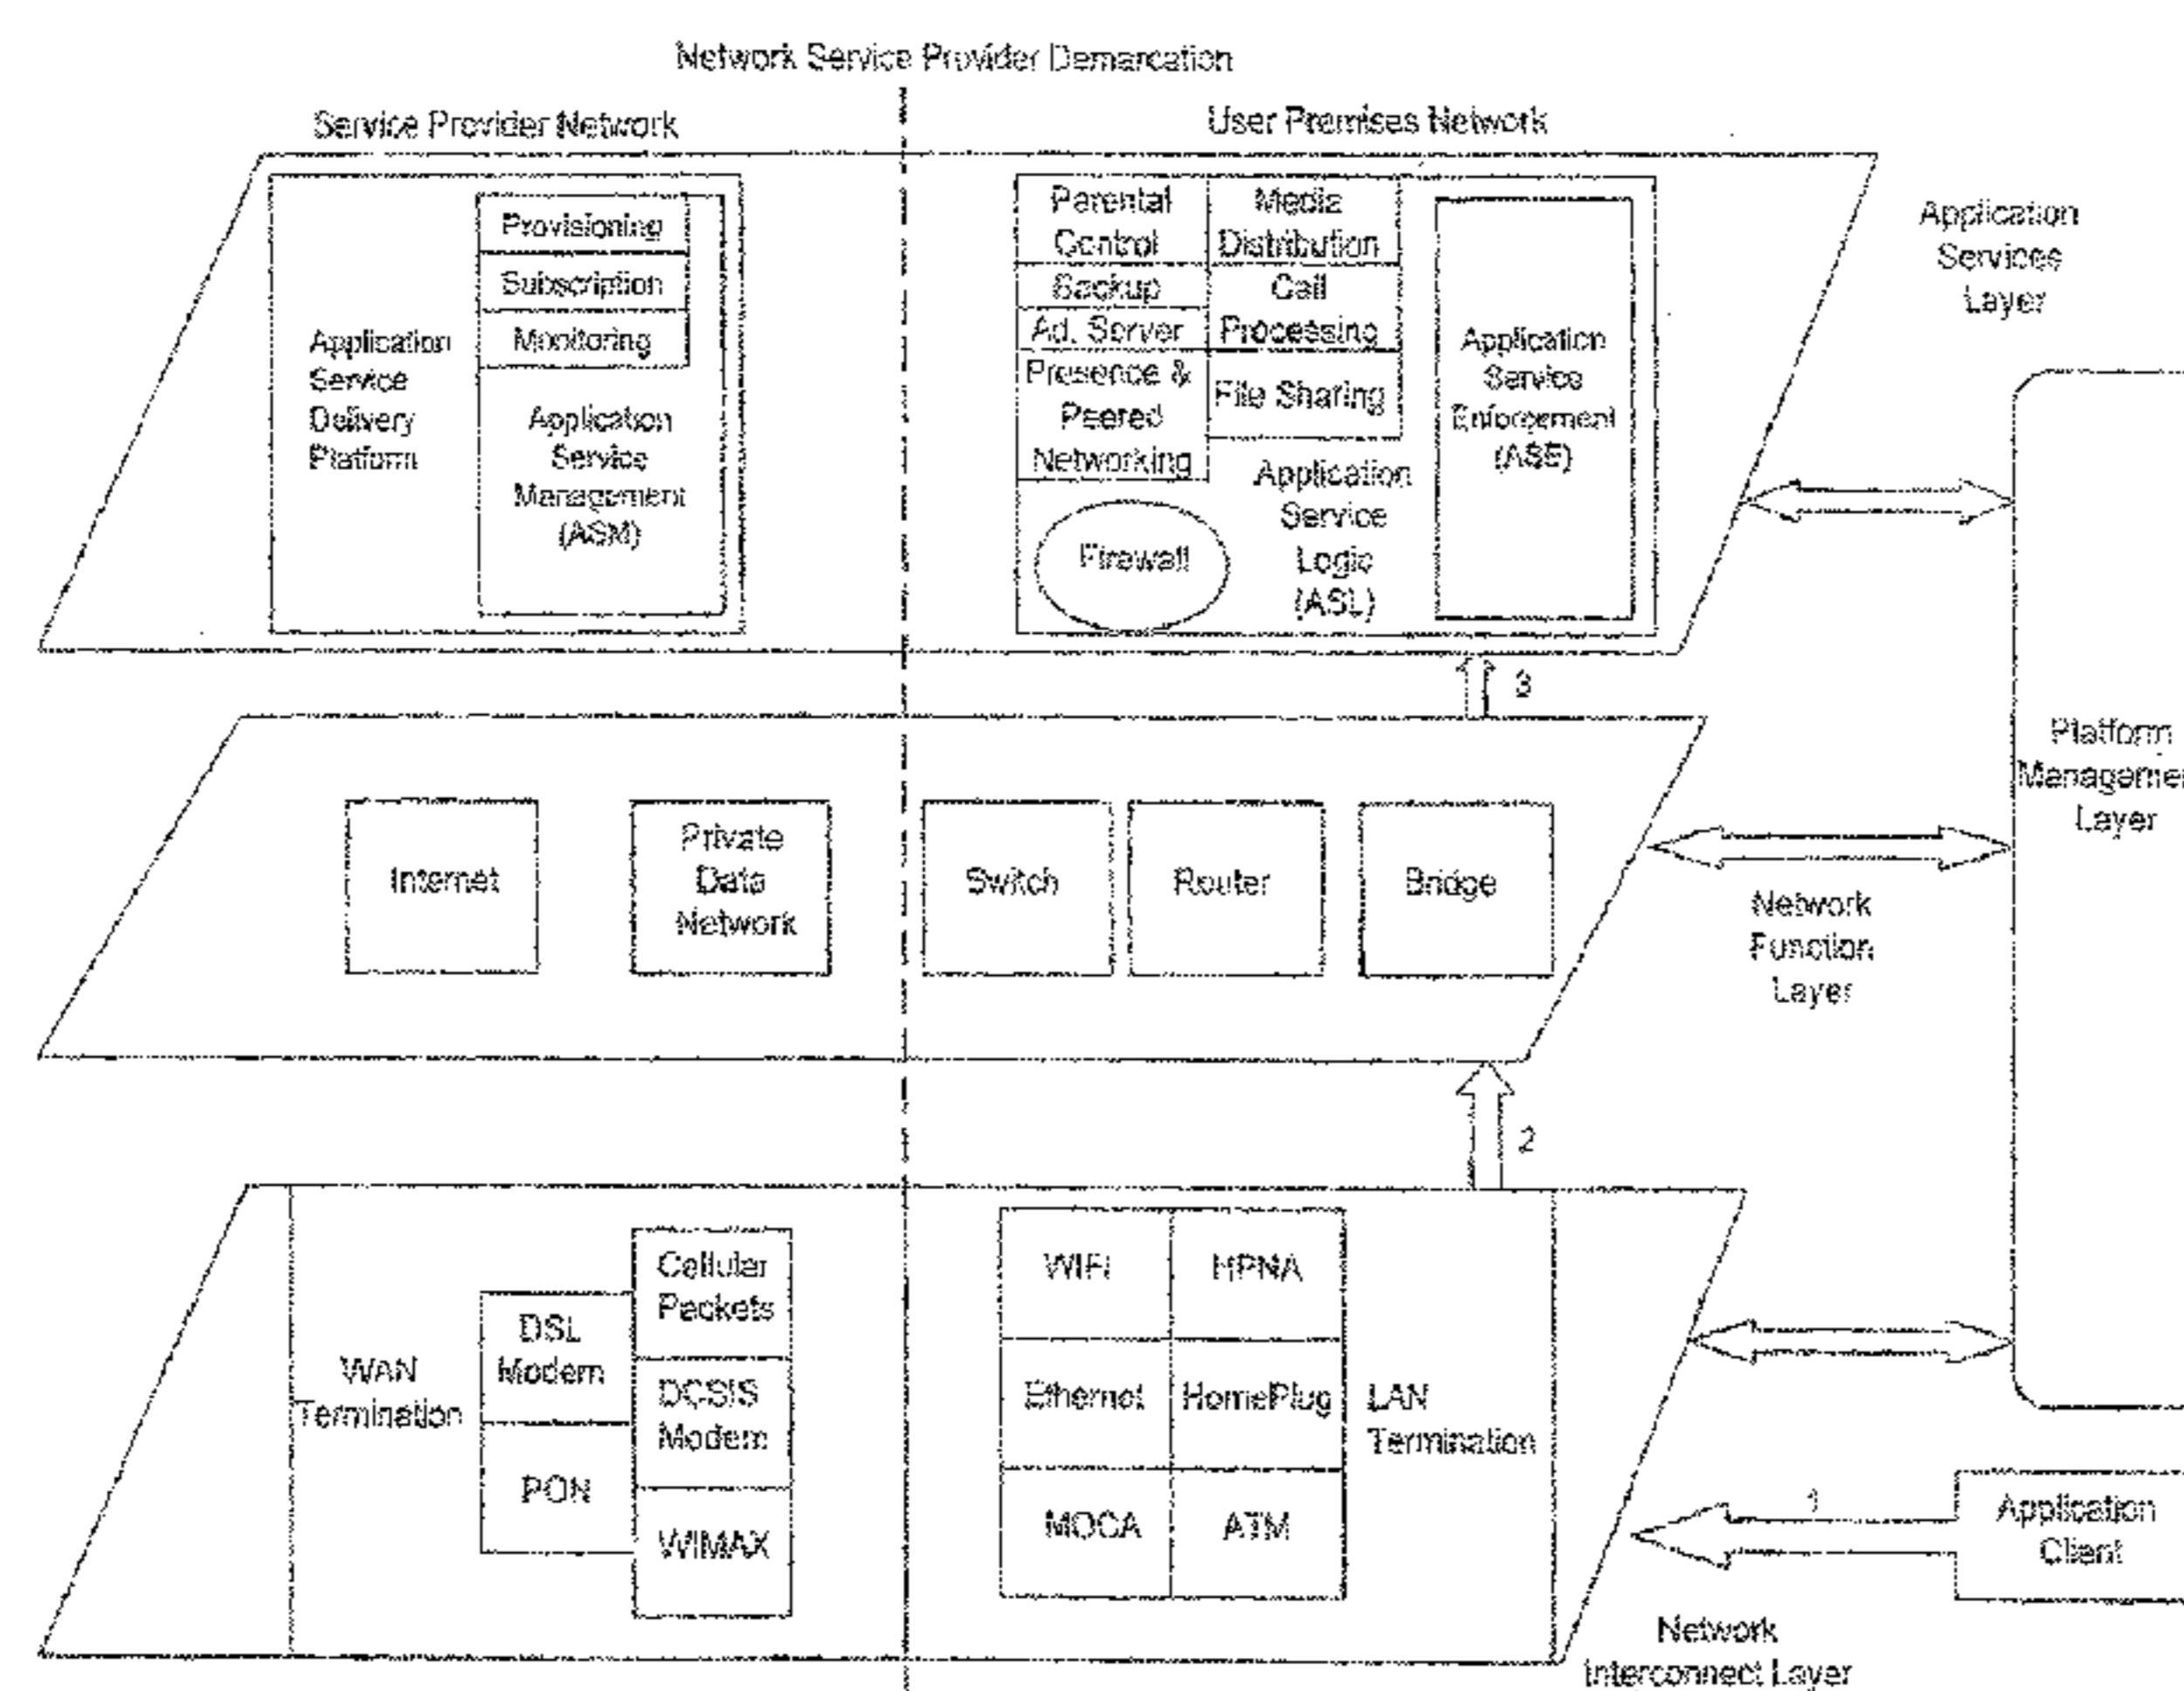 Network Service Provider Demarcation
Service Provider Network
User Premises Network
Provisioning
Subscription
Monitoring
Application
Service
Delivery
Platform
Application
Service
Management
(ASM)
Parental
Control
Media
Distribution
Backup
Call
Processing
Ad. Server
Presence &
Peered
Networking
File Sharing
Firewall
Application
Service
Logic
(ASL)
Application
Service
Enforcement
(ASE)
Application
Services
Layer
3
Internet
Private
Data
Network
Switch
Router
Bridge
Network
Function
Layer
Platform
Managemen
Layer
2
WAN
Termination
DSL
Modem
PON
Cellular
Packets
DCSIS
Modem
WIMAX
WIFI
HPNA
Ethernet
HomePlug
MOCA
ATM
LAN
Termination
1
Application
Client
Network
Interconnect Layer